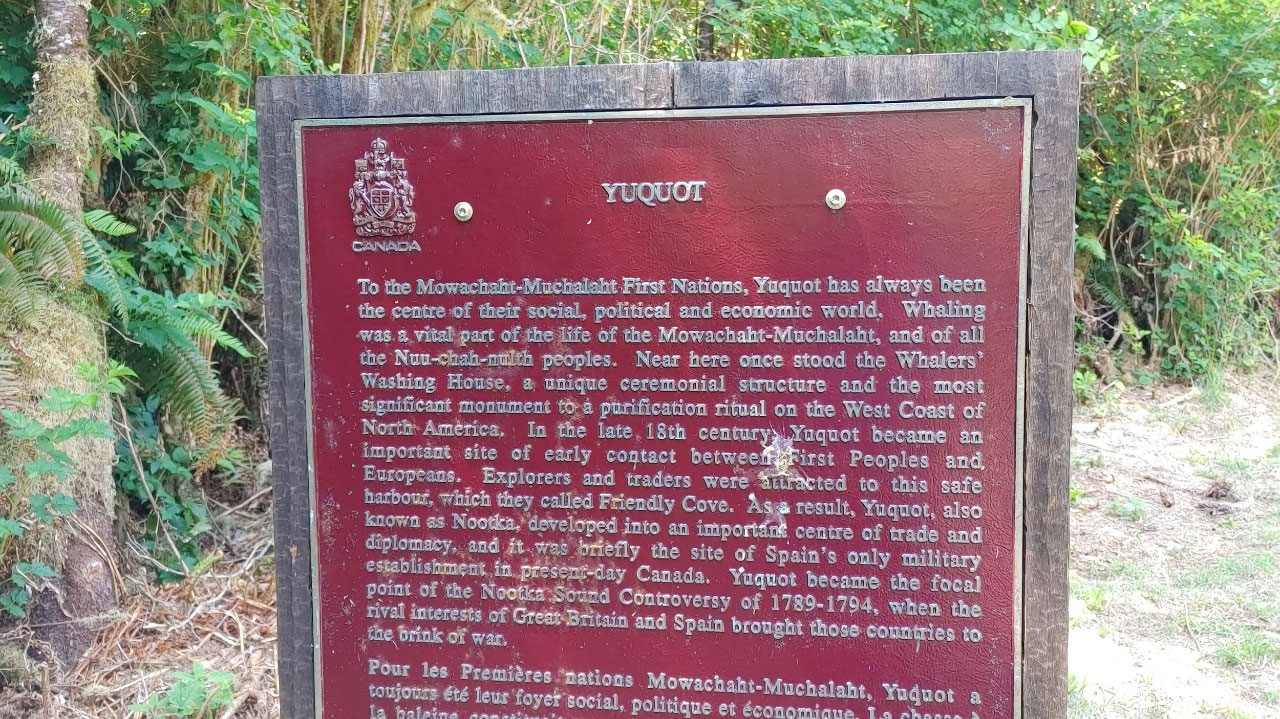 CANADA
YUQUOT
To the Mowachaht-Muchalaht First Nations, Yuquot has always been
the centre of their social, political and economic world. Whaling
was a vital part of the life of the Mowachaht-Muchalaht, and of all
the Nuu-chah-nulth peoples. Near here once stood the Whalers'
Washing House, a unique ceremonial structure and the most
significant monument to a purification ritual on the West Coast of
North America. In the late 18th century, Yuquot became an
important site of early contact between First Peoples and
Europeans. Explorers and traders were attracted to this safe
harbour, which they called Friendly Cove. As a result, Yuquot, also
known as Nootka, developed into an important centre of trade and
diplomacy, and it was briefly the site of Spain's only military
establishment in present-day Canada. Yuquot became the focal
point of the Nootka Sound Controversy of 1789-1794, when the
rival interests of Great Britain and Spain brought those countries to
the brink of war.
Pour les Premières nations Mowachaht-Muchalaht, Yuquot a
toujours été leur foyer social, politique et économique. La chasse à
la baleine